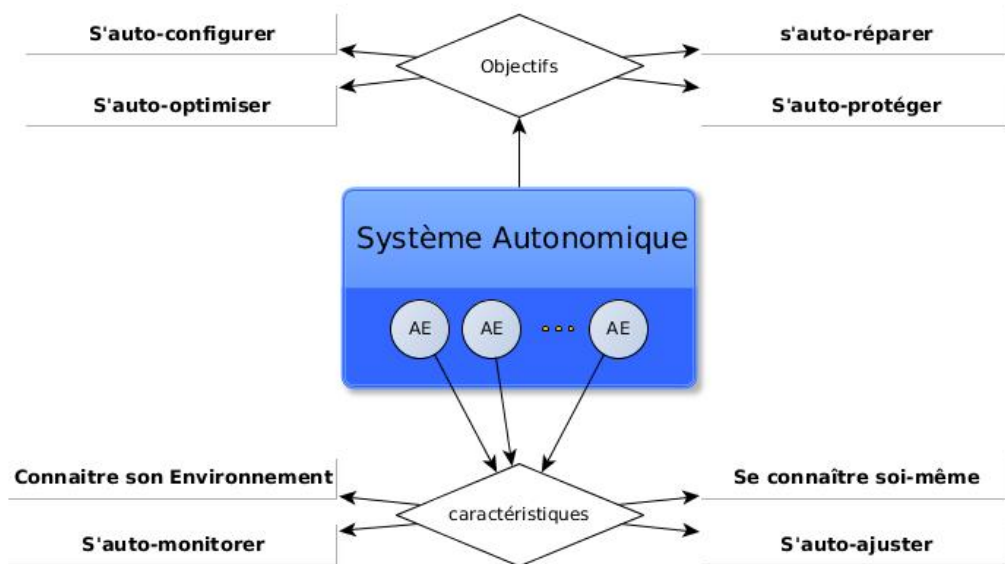 S'auto-configurer
s'auto-réparer
Objectifs
S'auto-optimiser
S'auto-protéger
Système Autonomique
AE
AE
...
AE
Connaitre son Environnement
Se connaître soi-même
caractéristiques
S'auto-monitorer
S'auto-ajuster